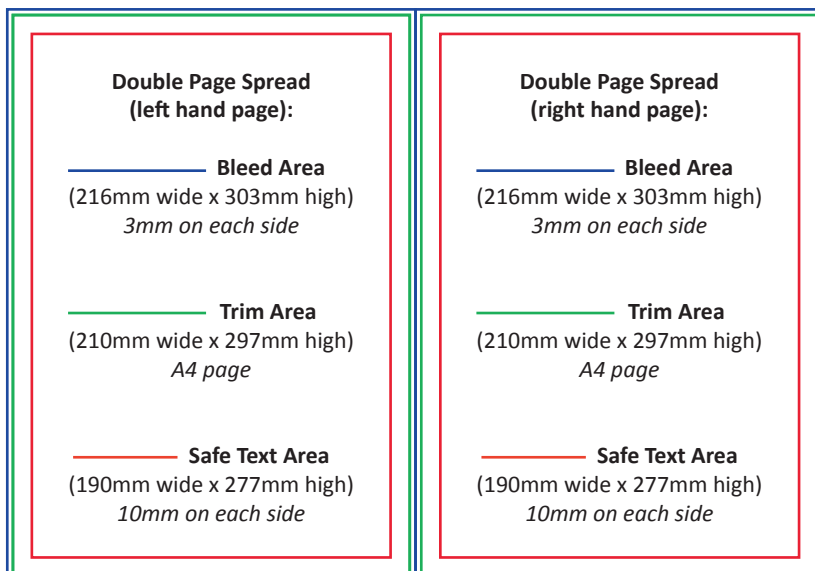 Double Page Spread
(left hand page):
Bleed Area
(216mm wide x 303mm high)
3mm on each side
Trim Area
(210mm wide x 297mm high)
A4 page
Safe Text Area
(190mm wide x 277mm high)
10mm on each side
Double Page Spread
(right hand page):
Bleed Area
(216mm wide x 303mm high)
3mm on each side
Trim Area
(210mm wide x 297mm high)
A4 page
Safe Text Area
(190mm wide x 277mm high)
10mm on each side